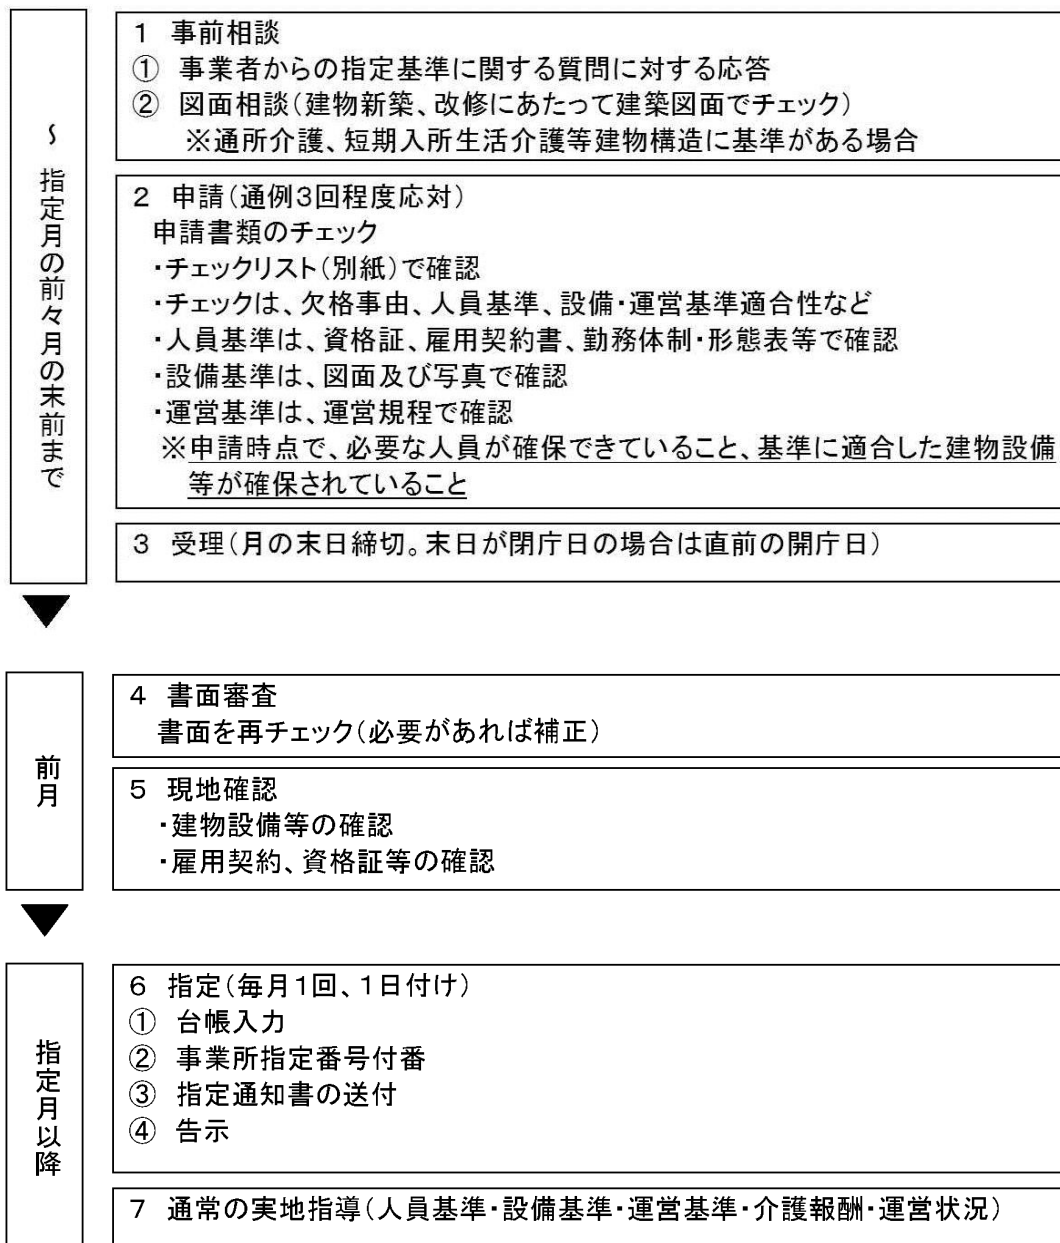 ～ 指定月の前々月の末前まで
1 事前相談
① 事業者からの指定基準に関する質問に対する応答
② 図面相談（建物新築、改修にあたって建築図面でチェック）
※通所介護、短期入所生活介護等建物構造に基準がある場合
2 申請（通例3回程度応対）
申請書類のチェック
・チェックリスト（別紙）で確認
・チェックは、欠格事由、人員基準、設備・運営基準適合性など
・人員基準は、資格証、雇用契約書、勤務体制・形態表等で確認
・設備基準は、図面及び写真で確認
・運営基準は、運営規程で確認
※申請時点で、必要な人員が確保できていること、基準に適合した建物設備
等が確保されていること
3 受理（月の末日締切。末日が閉庁日の場合は直前の開庁日）
前月
4 書面審査
書面を再チェック（必要があれば補正）
5 現地確認
・建物設備等の確認
・雇用契約、資格証等の確認
指定月以降
6 指定（毎月1回、1日付け）
① 台帳入力
② 事業所指定番号付番
③ 指定通知書の送付
④ 告示
7 通常の実地指導（人員基準・設備基準・運営基準・介護報酬・運営状況）